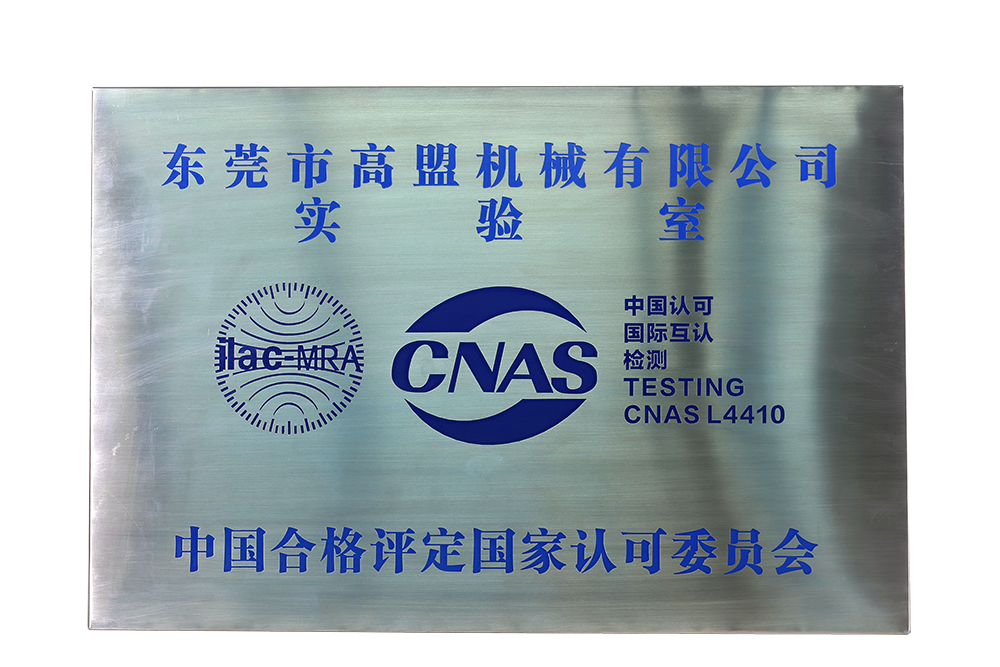 东莞市高盟机械有限公司
实验室
ilac-MRA
CNAS
中国认可
国际互认
检测
TESTING
CNAS L4410
中国合格评定国家认可委员会